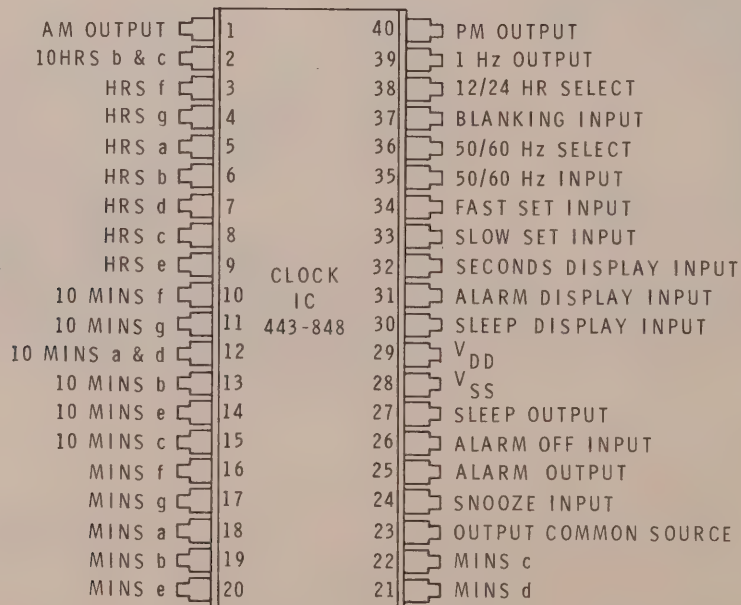 AM OUTPUT 1
10HRS b & c 2
HRS f 3
HRS g 4
HRS a 5
HRS b 6
HRS d 7
HRS c 8
HRS e 9
10 MINS f 10
10 MINS g 11
10 MINS a & d 12
10 MINS b 13
10 MINS e 14
10 MINS c 15
MINS f 16
MINS g 17
MINS a 18
MINS b 19
MINS e 20
CLOCK
IC
443-848
40 PM OUTPUT
39 1 Hz OUTPUT
38 12/24 HR SELECT
37 BLANKING INPUT
36 50/60 Hz SELECT
35 50/60 Hz INPUT
34 FAST SET INPUT
33 SLOW SET INPUT
32 SECONDS DISPLAY INPUT
31 ALARM DISPLAY INPUT
30 SLEEP DISPLAY INPUT
29 VDD
28 VSS
27 SLEEP OUTPUT
26 ALARM OFF INPUT
25 ALARM OUTPUT
24 SNOOZE INPUT
23 OUTPUT COMMON SOURCE
22 MINS c
21 MINS d